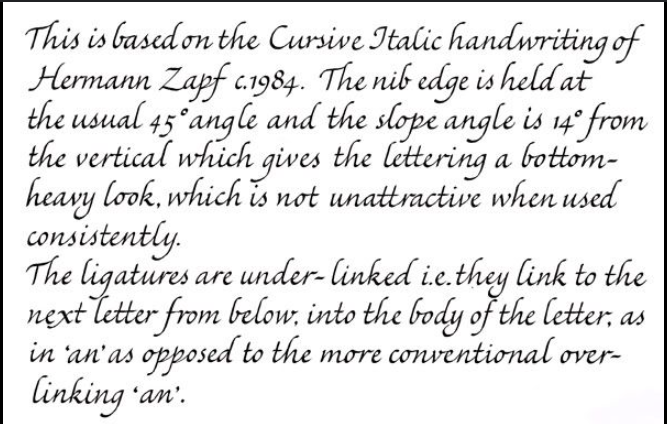 This is based on the Cursive Italic handwriting of
Hermann Zapf c.1984. The nib edge is held at
the usual 45° angle and the slope angle is 14° from
the vertical which gives the lettering a bottom-
heavy look, which is not unattractive when used
consistently.
The ligatures are under-linked i.e. they link to the
next letter from below, into the body of the letter, as
in 'an' as opposed to the more conventional over-
linking 'an'.